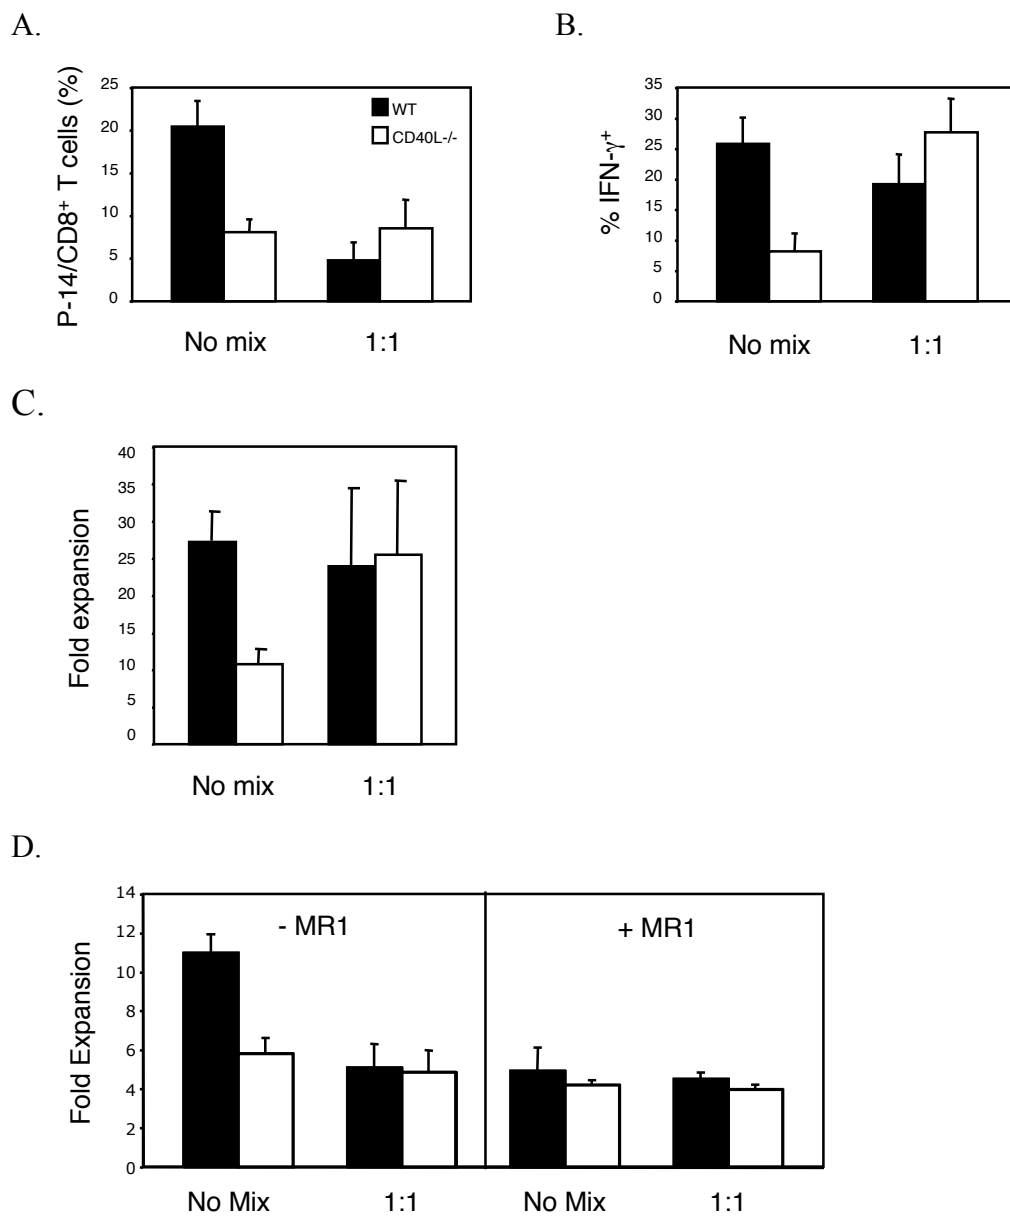 A.
P-14/CD8⁺ T cells (%)
25
20
15
10
5
0
WT
CD40L-/-
No mix 1:1
B.
% IFN-γ⁺
35
30
25
20
15
10
5
0
No mix 1:1
C.
Fold expansion
40
35
30
25
20
15
10
5
0
No mix 1:1
D.
Fold Expansion
14
12
10
8
6
4
2
0
- MR1 + MR1
No Mix 1:1 No Mix 1:1